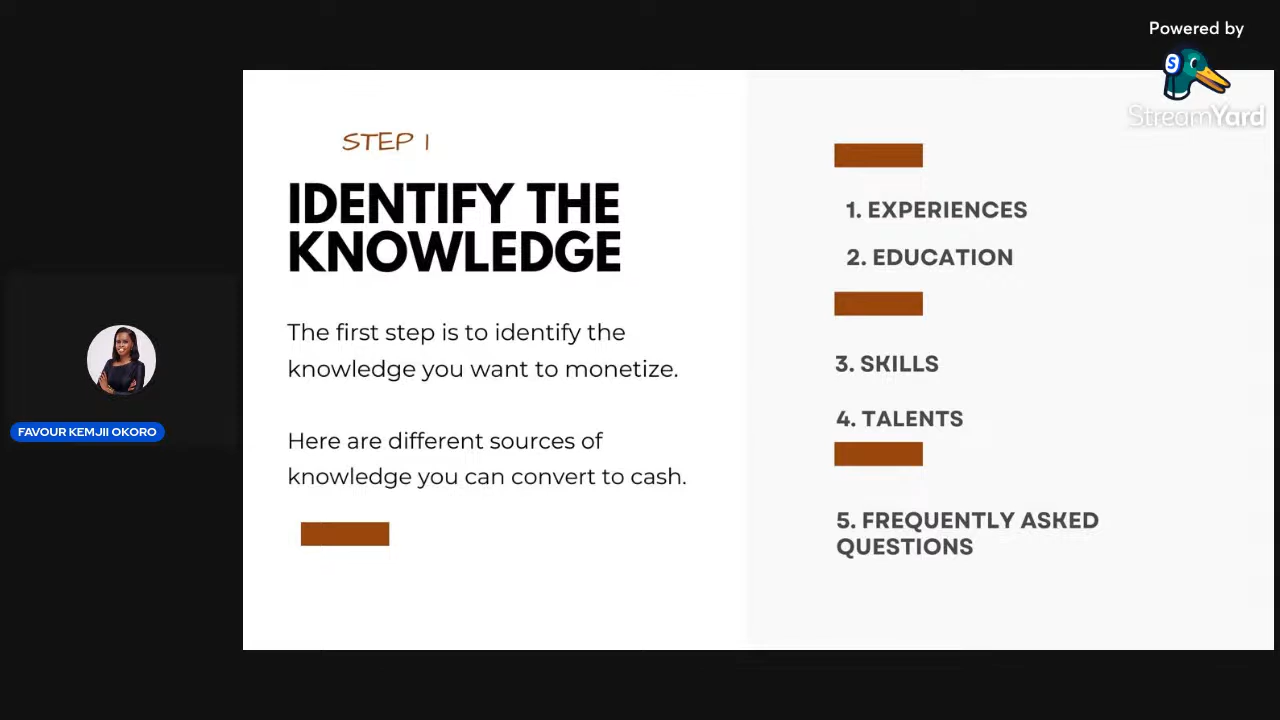 Powered by
StreamYard
STEP 1
IDENTIFY THE
KNOWLEDGE
The first step is to identify the
knowledge you want to monetize.
Here are different sources of
knowledge you can convert to cash.
1. EXPERIENCES
2. EDUCATION
3. SKILLS
4. TALENTS
5. FREQUENTLY ASKED
QUESTIONS
FAVOUR KEMJII OKORO